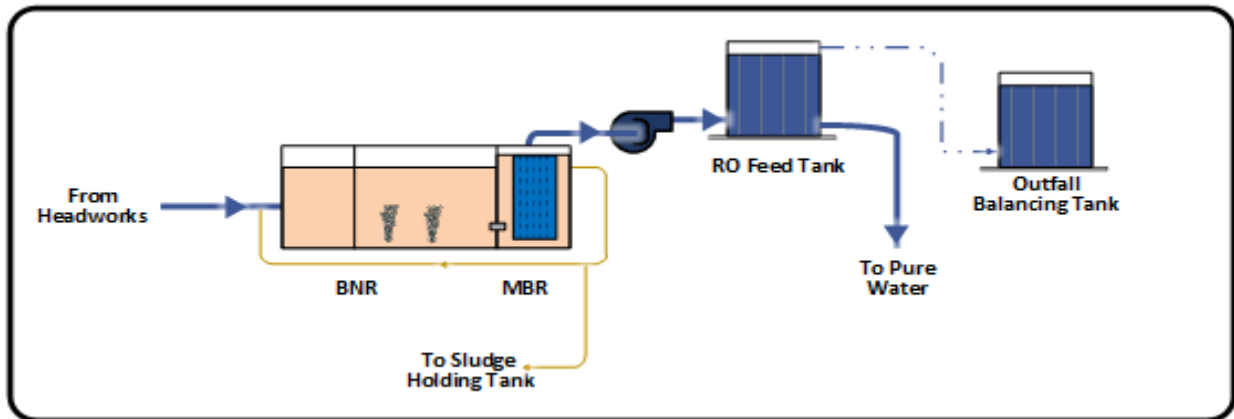 From
Headworks
BNR
MBR
To Sludge
Holding Tank
RO Feed Tank
To Pure
Water
Outfall
Balancing Tank